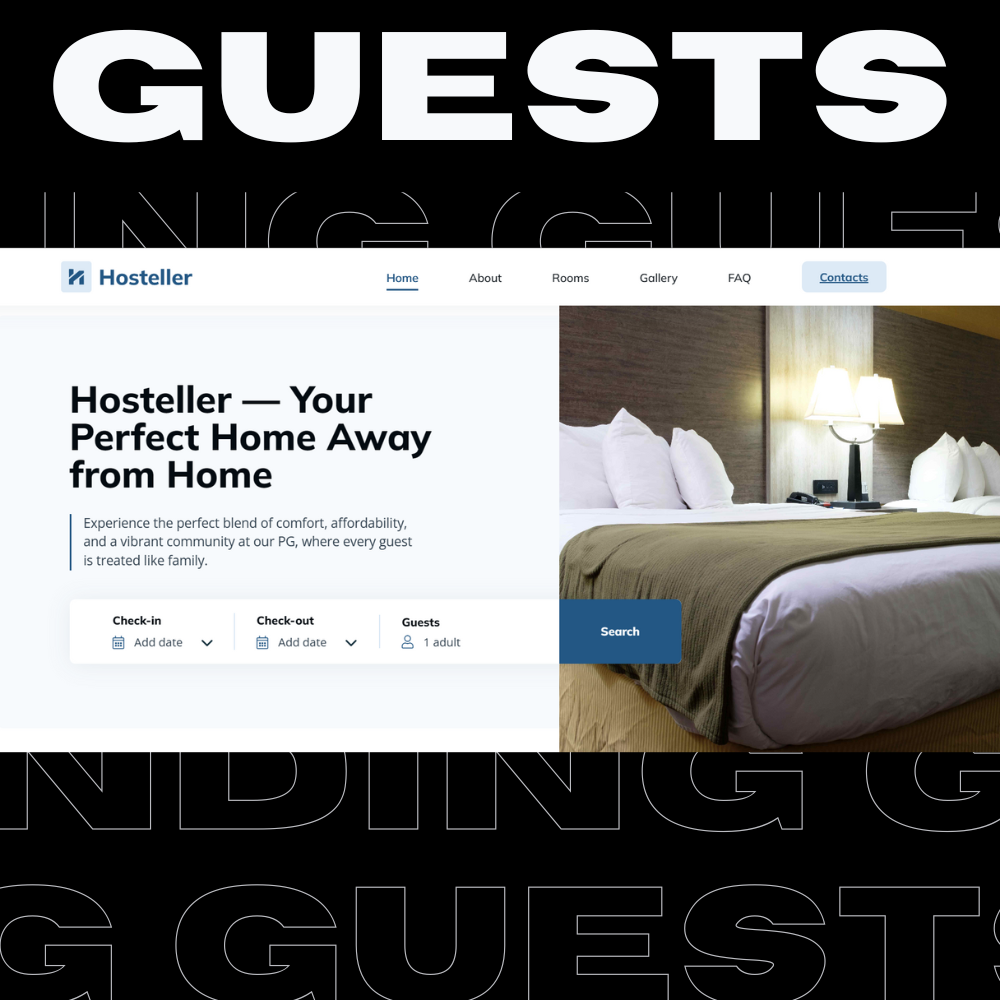 GUESTS
ING GUES
Hosteller
Home
About
Rooms
Gallery
FAQ
Contacts
Hosteller — Your
Perfect Home Away
from Home
Experience the perfect blend of comfort, affordability,
and a vibrant community at our PG, where every guest
is treated like family.
Check-in
Add date
Check-out
Add date
Guests
1 adult
Search
NDING G
G GUESTS